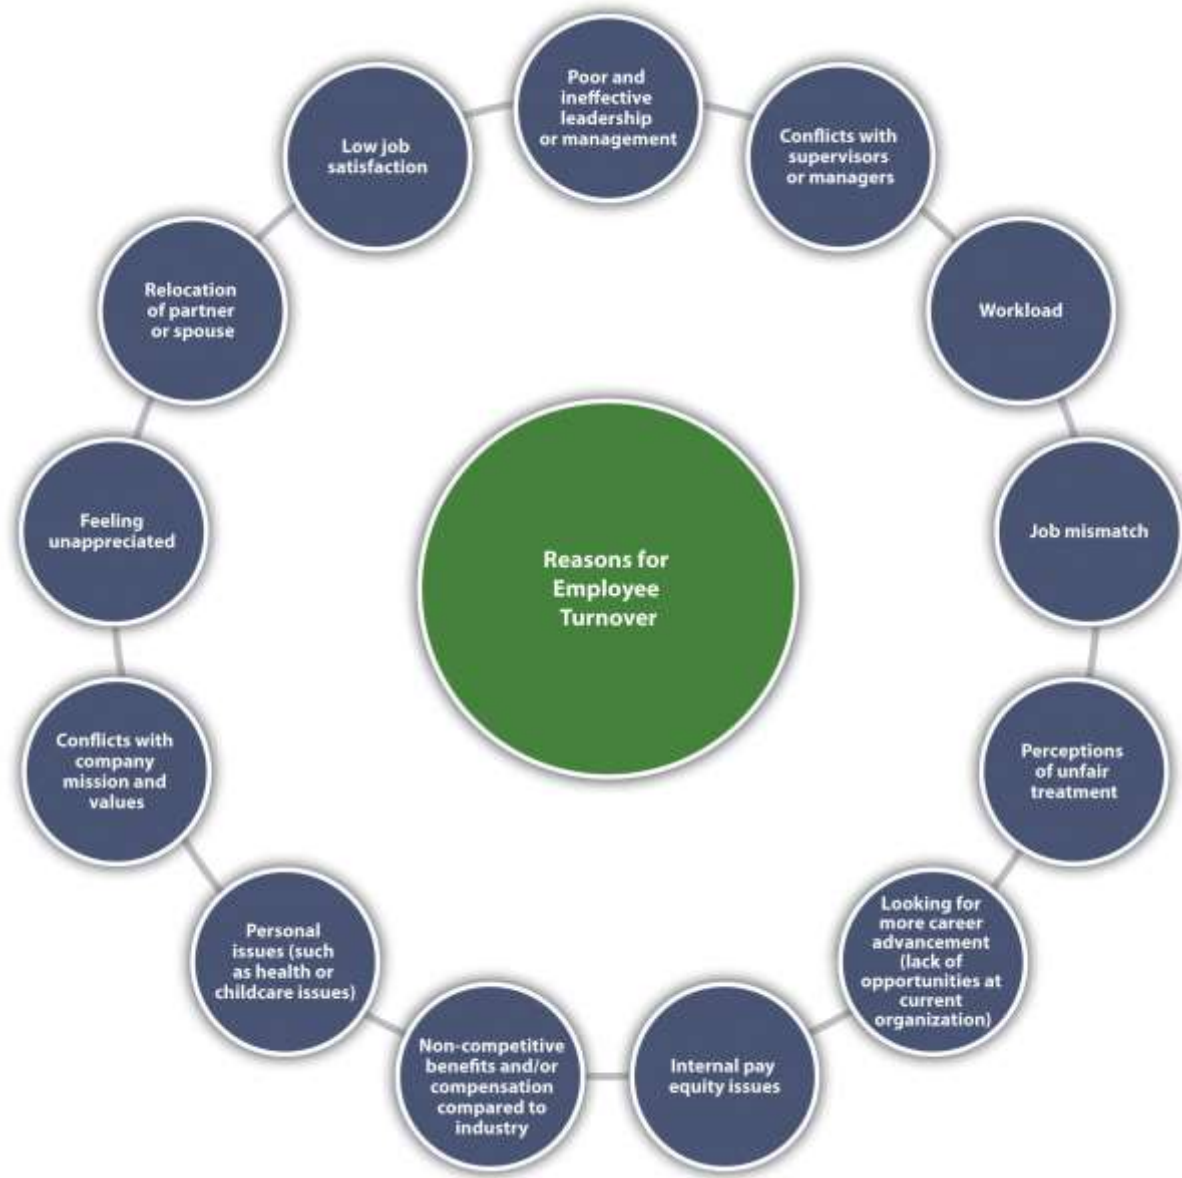 Poor and
ineffective
leadership
or management
Conflicts with
supervisors
or managers
Workload
Job mismatch
Perceptions
of unfair
treatment
Looking for
more career
advancement
(lack of
opportunities at
current
organization)
Internal pay
equity issues
Non-competitive
benefits and/or
compensation
compared to
industry
Personal
issues (such
as health or
childcare issues)
Conflicts with
company
mission and
values
Feeling
unappreciated
Relocation
of partner
or spouse
Low job
satisfaction
Reasons for
Employee
Turnover